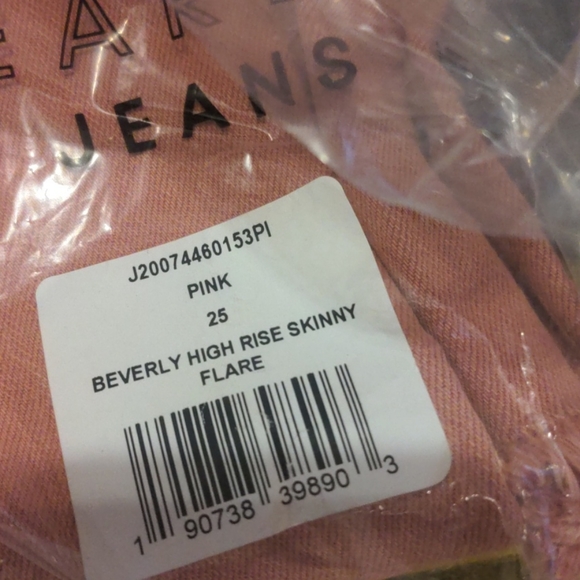 JEANS
J20074460153PI
PINK
25
BEVERLY HIGH RISE SKINNY
FLARE
1 90738 39890 3